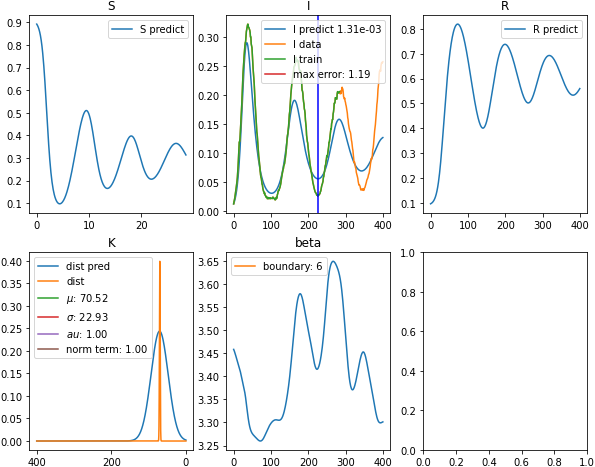 S
S predict
0.9
0.8
0.7
0.6
0.5
0.4
0.3
0.2
0.1
0 10 20
I
I predict 1.31e-03
I data
I train
max error: 1.19
0.30
0.25
0.20
0.15
0.10
0.05
0.00
0 100 200 300 400
R
R predict
0.8
0.7
0.6
0.5
0.4
0.3
0.2
0.1
0 100 200 300 400
K
dist pred
dist
μ: 70.52
σ: 22.93
au: 1.00
norm term: 1.00
0.40
0.35
0.30
0.25
0.20
0.15
0.10
0.05
0.00
400 200 0
beta
boundary: 6
3.65
3.60
3.55
3.50
3.45
3.40
3.35
3.30
3.25
0 100 200 300 400
1.0
0.8
0.6
0.4
0.2
0.0
0.0 0.2 0.4 0.6 0.8 1.0